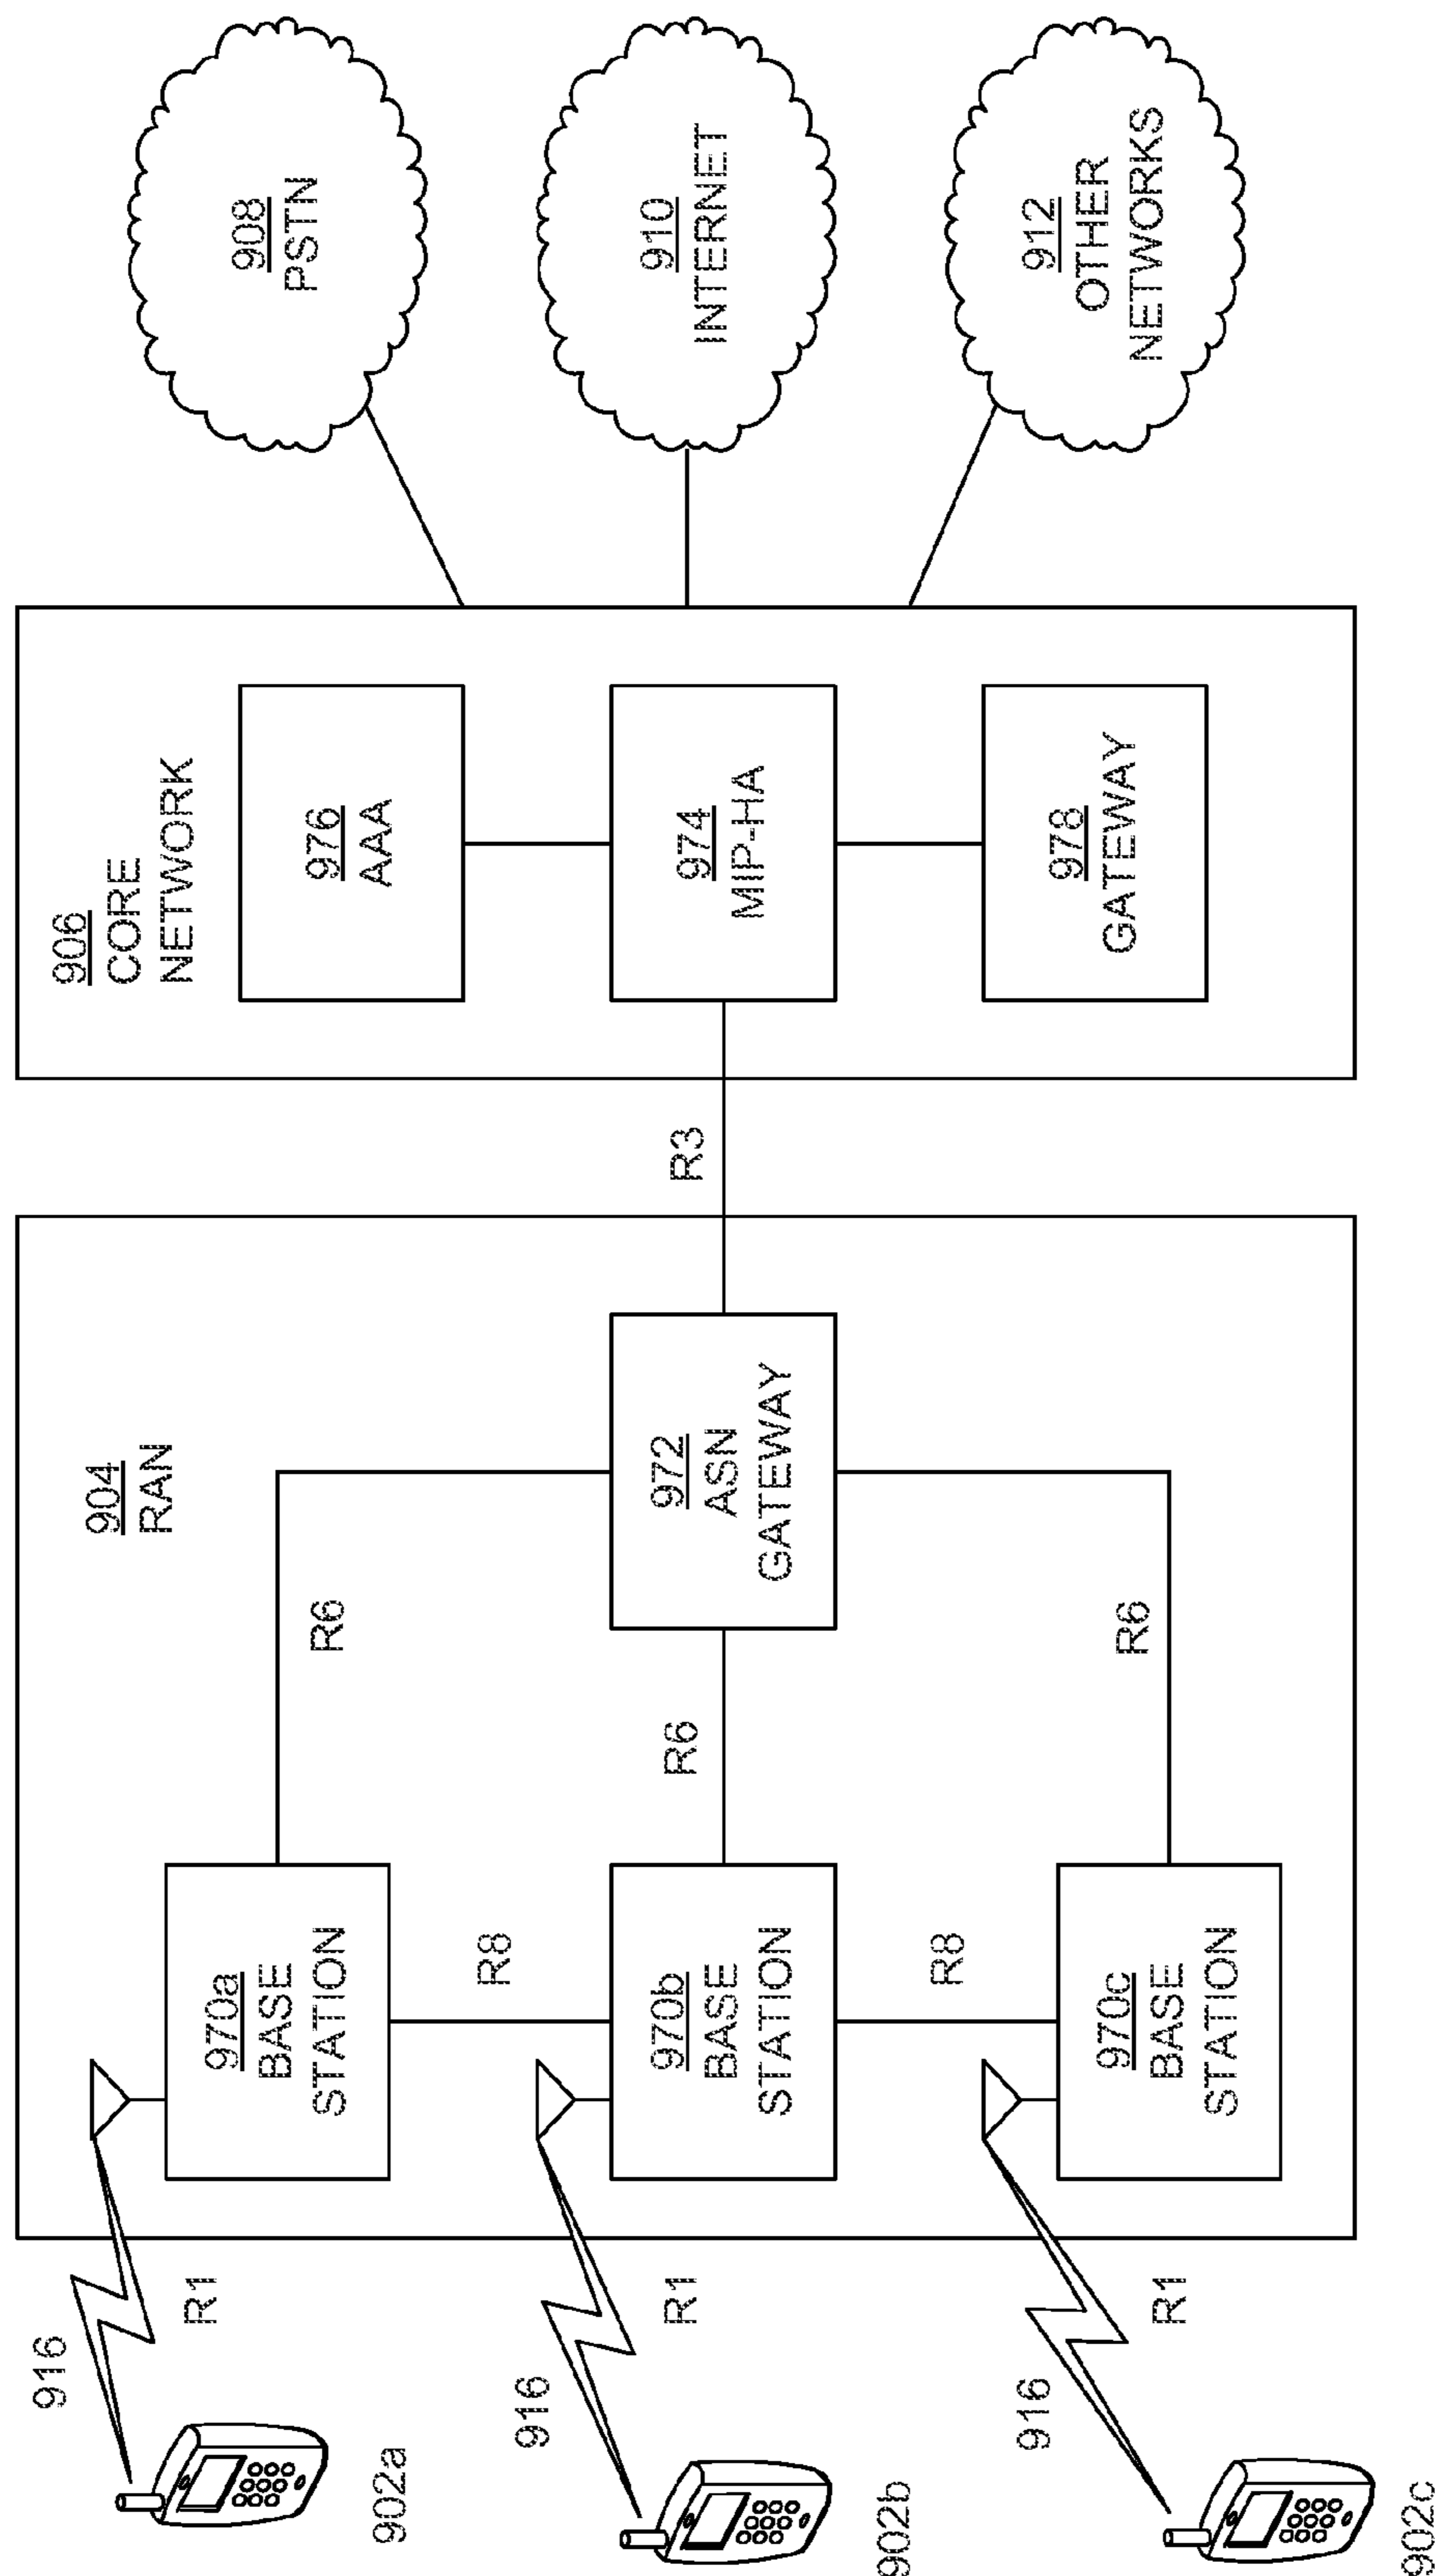 902a
916
R1
902b
916
R1
902c
916
R1
904
RAN
970a
BASE
STATION
R8
970b
BASE
STATION
R8
970c
BASE
STATION
R6
R6
R6
972
ASN
GATEWAY
R3
906
CORE
NETWORK
976
AAA
974
MIP-HA
978
GATEWAY
908
PSTN
910
INTERNET
912
OTHER
NETWORKS